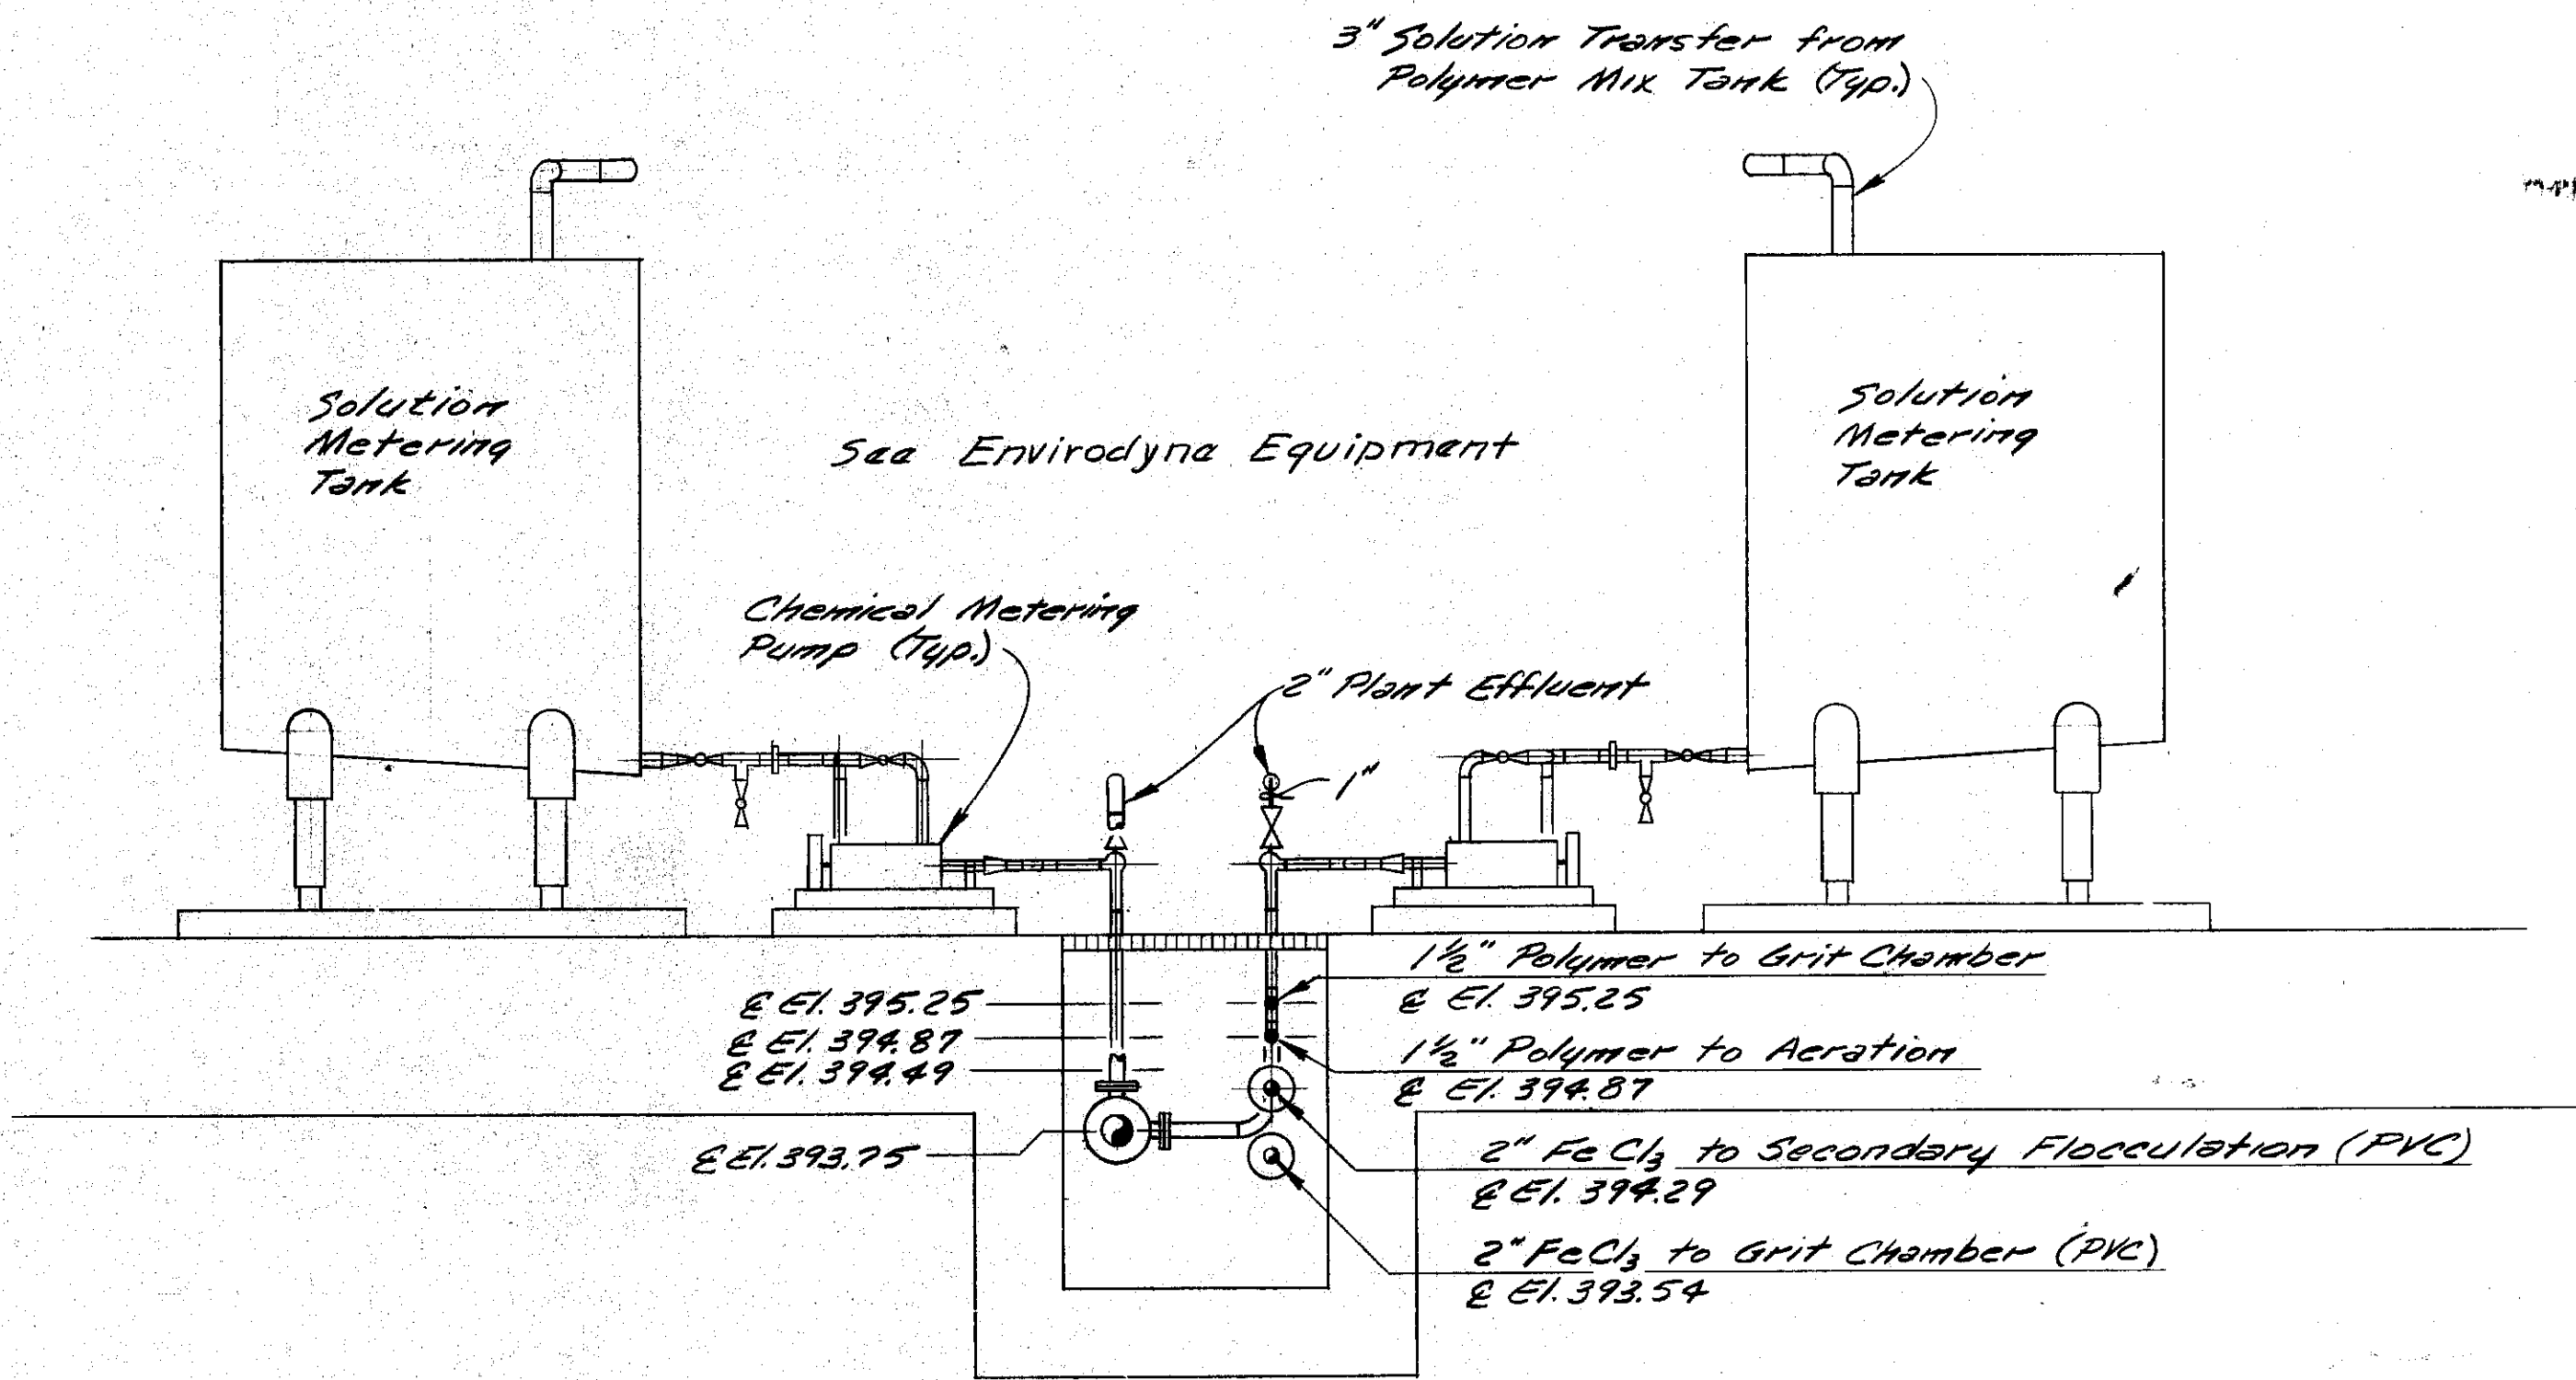 3" Solution Transfer from
Polymer Mix Tank (Typ.)
Solution
Metering
Tank
See Envirodyne Equipment
Solution
Metering
Tank
Chemical Metering
Pump (Typ.)
2" Plant Effluent
1"
℄ El. 395.25
℄ El. 394.87
℄ El. 394.49
℄ El. 393.75
1½" Polymer to Grit Chamber
℄ El. 395.25
1½" Polymer to Aeration
℄ El. 394.87
2" FeCl₃ to Secondary Flocculation (PVC)
℄ El. 394.29
2" FeCl₃ to Grit Chamber (PVC)
℄ El. 393.54